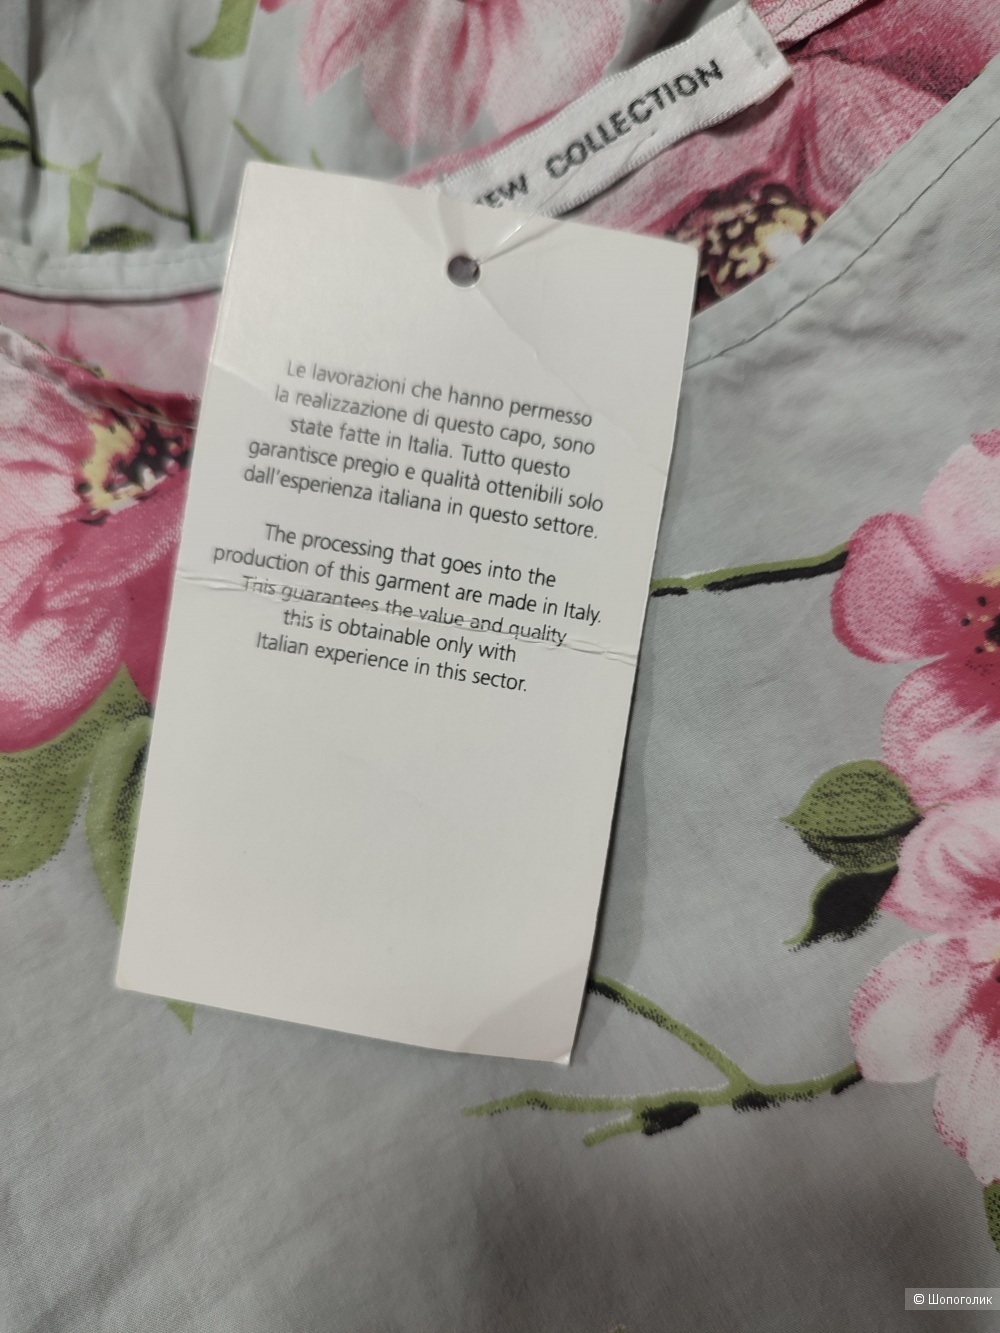 COLLECTION
Le lavorazioni che hanno permesso
la realizzazione di questo capo, sono
state fatte in Italia. Tutto questo
garantisce pregio e qualità ottenibili solo
dall'esperienza italiana in questo settore.
The processing that goes into the
production of this garment are made in Italy.
This guarantees the value and quality
this is obtainable only with
Italian experience in this sector.
© Шопоголик